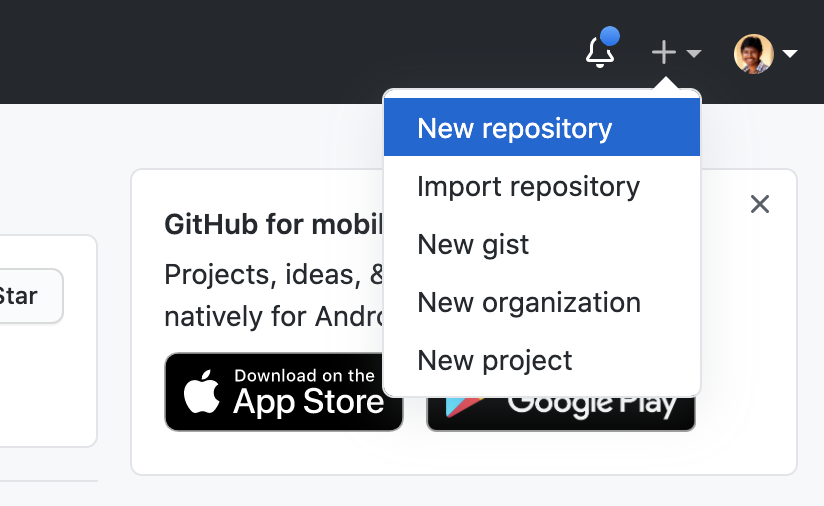 New repository
Import repository
New gist
New organization
New project
GitHub for mobil
Projects, ideas, &
natively for Andro
Star
Download on the
App Store
Google Play